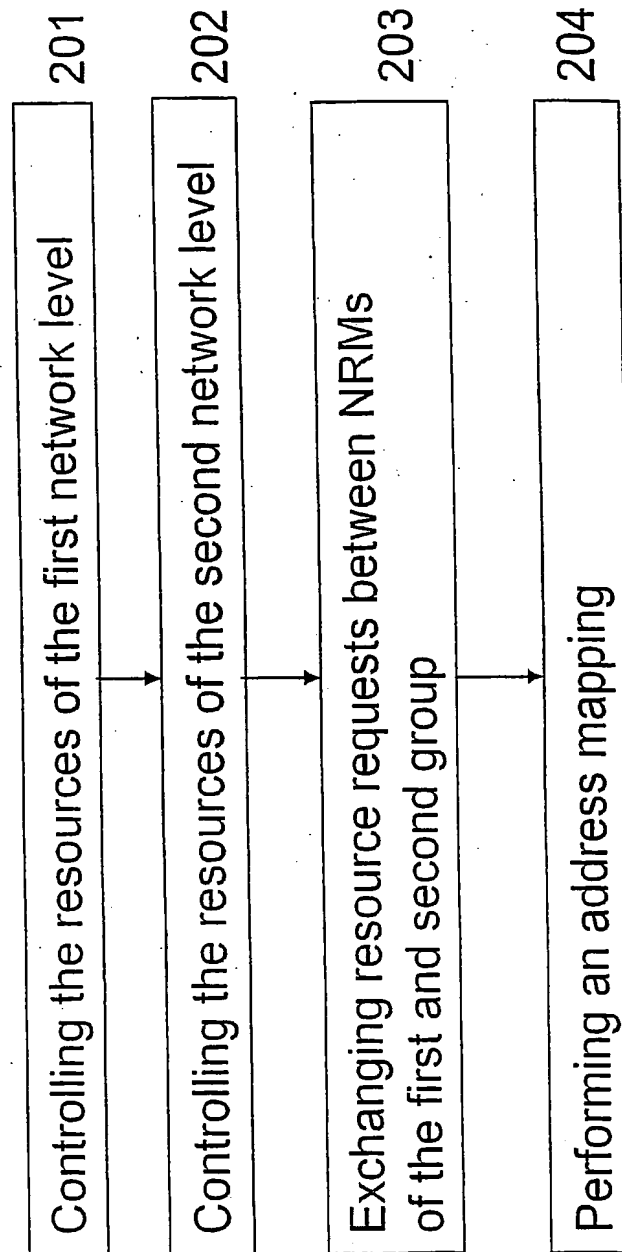 Controlling the resources of the first network level 201
Controlling the resources of the second network level 202
Exchanging resource requests between NRMs
of the first and second group 203
Performing an address mapping 204